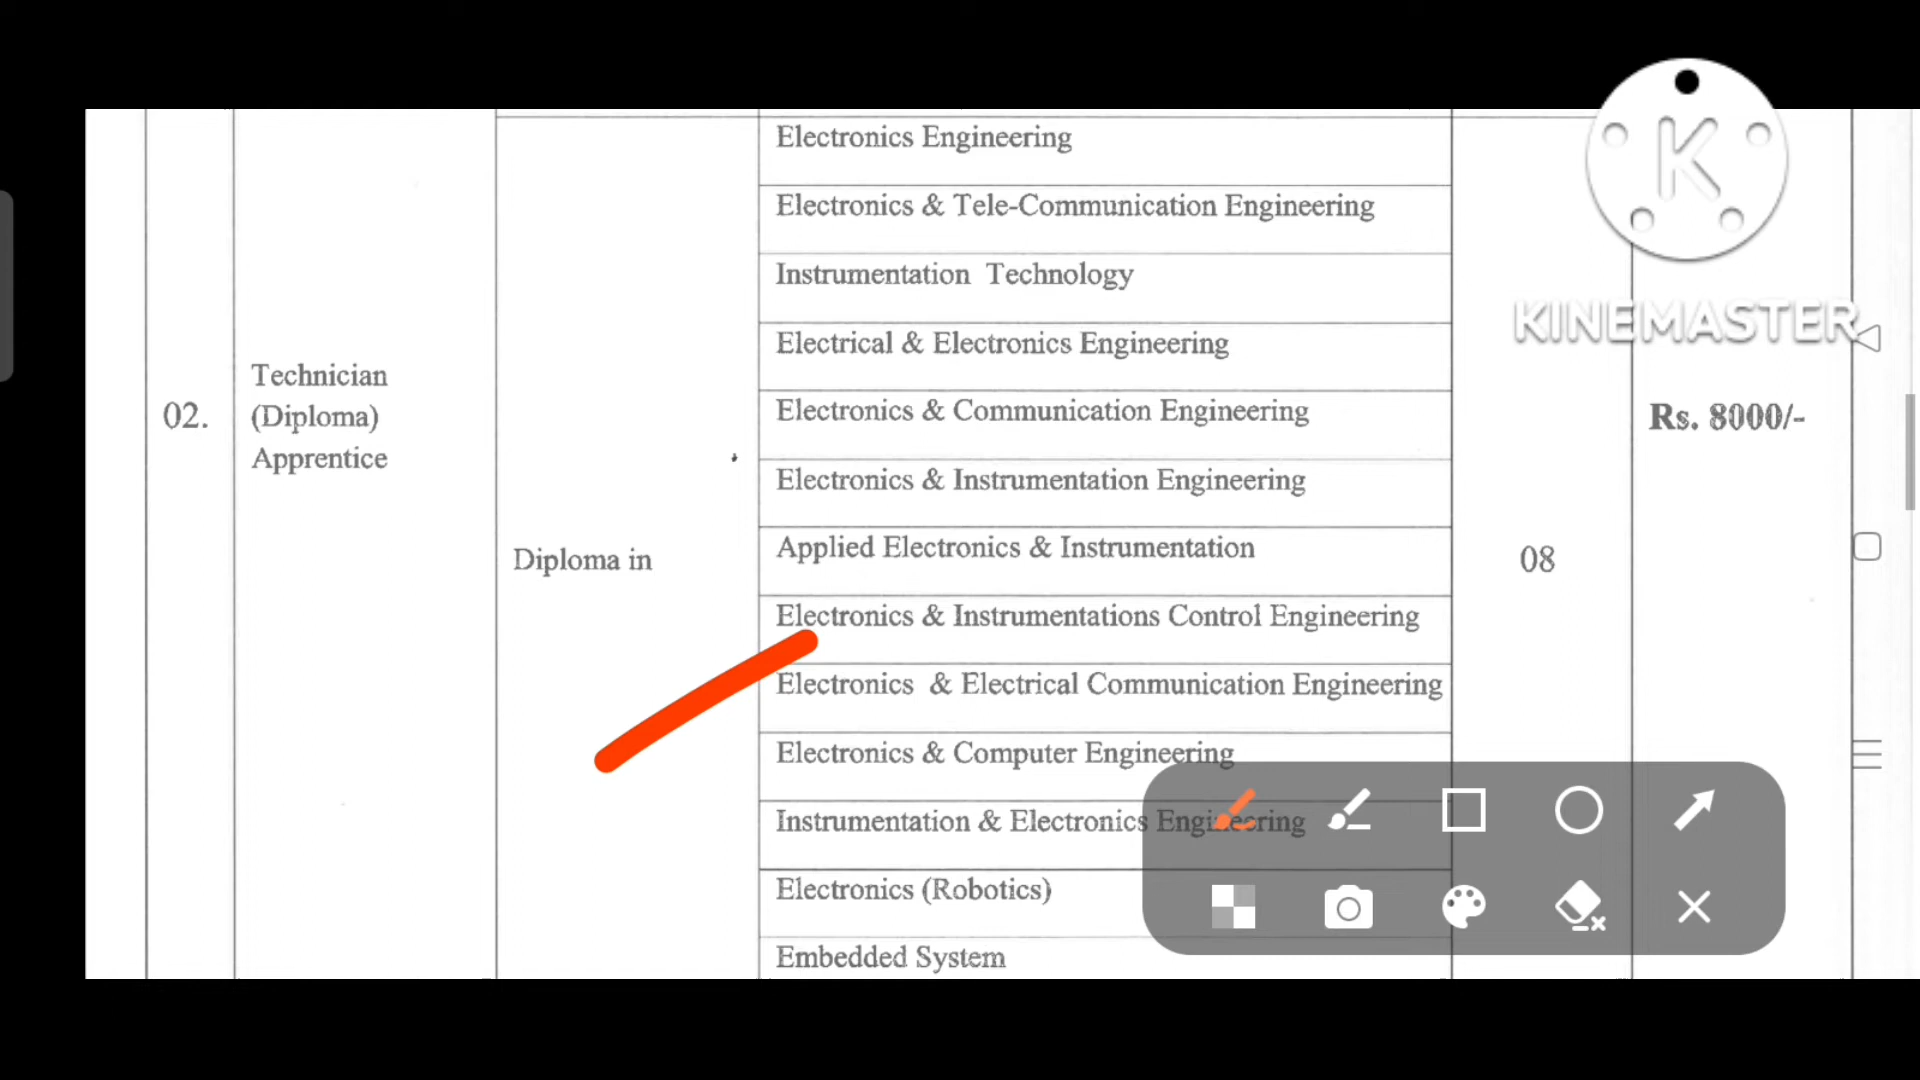 Electronics Engineering
Electronics & Tele-Communication Engineering
Instrumentation Technology
Electrical & Electronics Engineering
02.
Technician
(Diploma)
Apprentice
Electronics & Communication Engineering
Rs. 8000/-
Electronics & Instrumentation Engineering
Diploma in
Applied Electronics & Instrumentation
08
Electronics & Instrumentations Control Engineering
Electronics & Electrical Communication Engineering
Electronics & Computer Engineering
Instrumentation & Electronics Engineering
Electronics (Robotics)
Embedded System
K
KINEMASTER